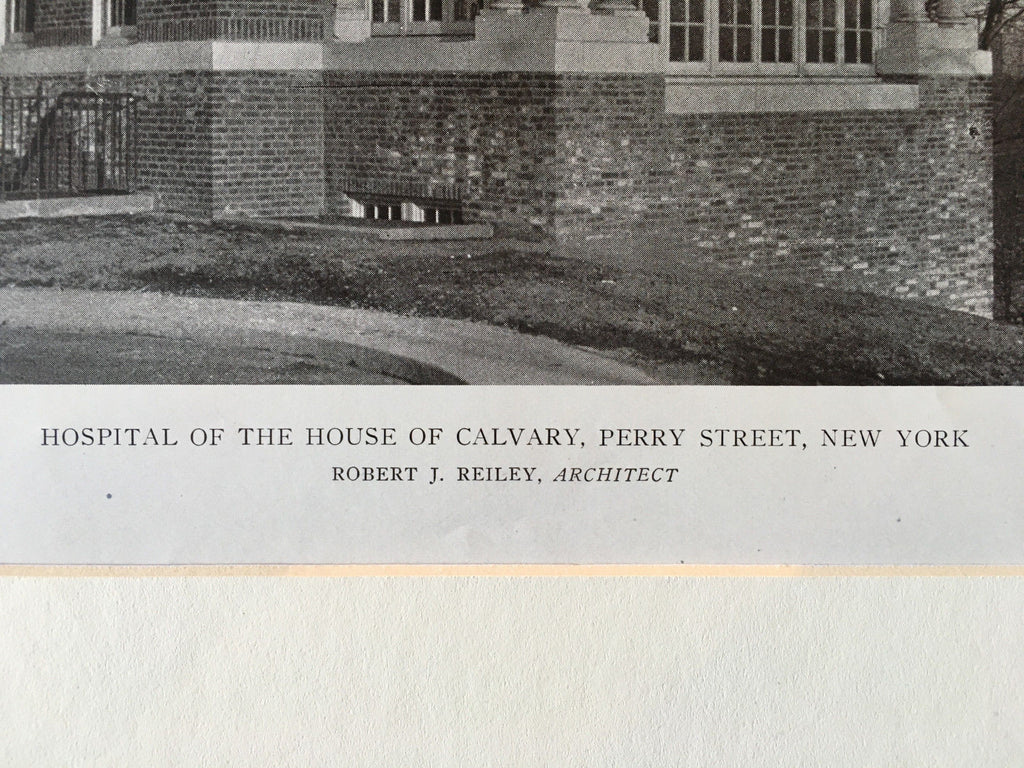 HOSPITAL OF THE HOUSE OF CALVARY, PERRY STREET, NEW YORK
ROBERT J. REILEY, ARCHITECT